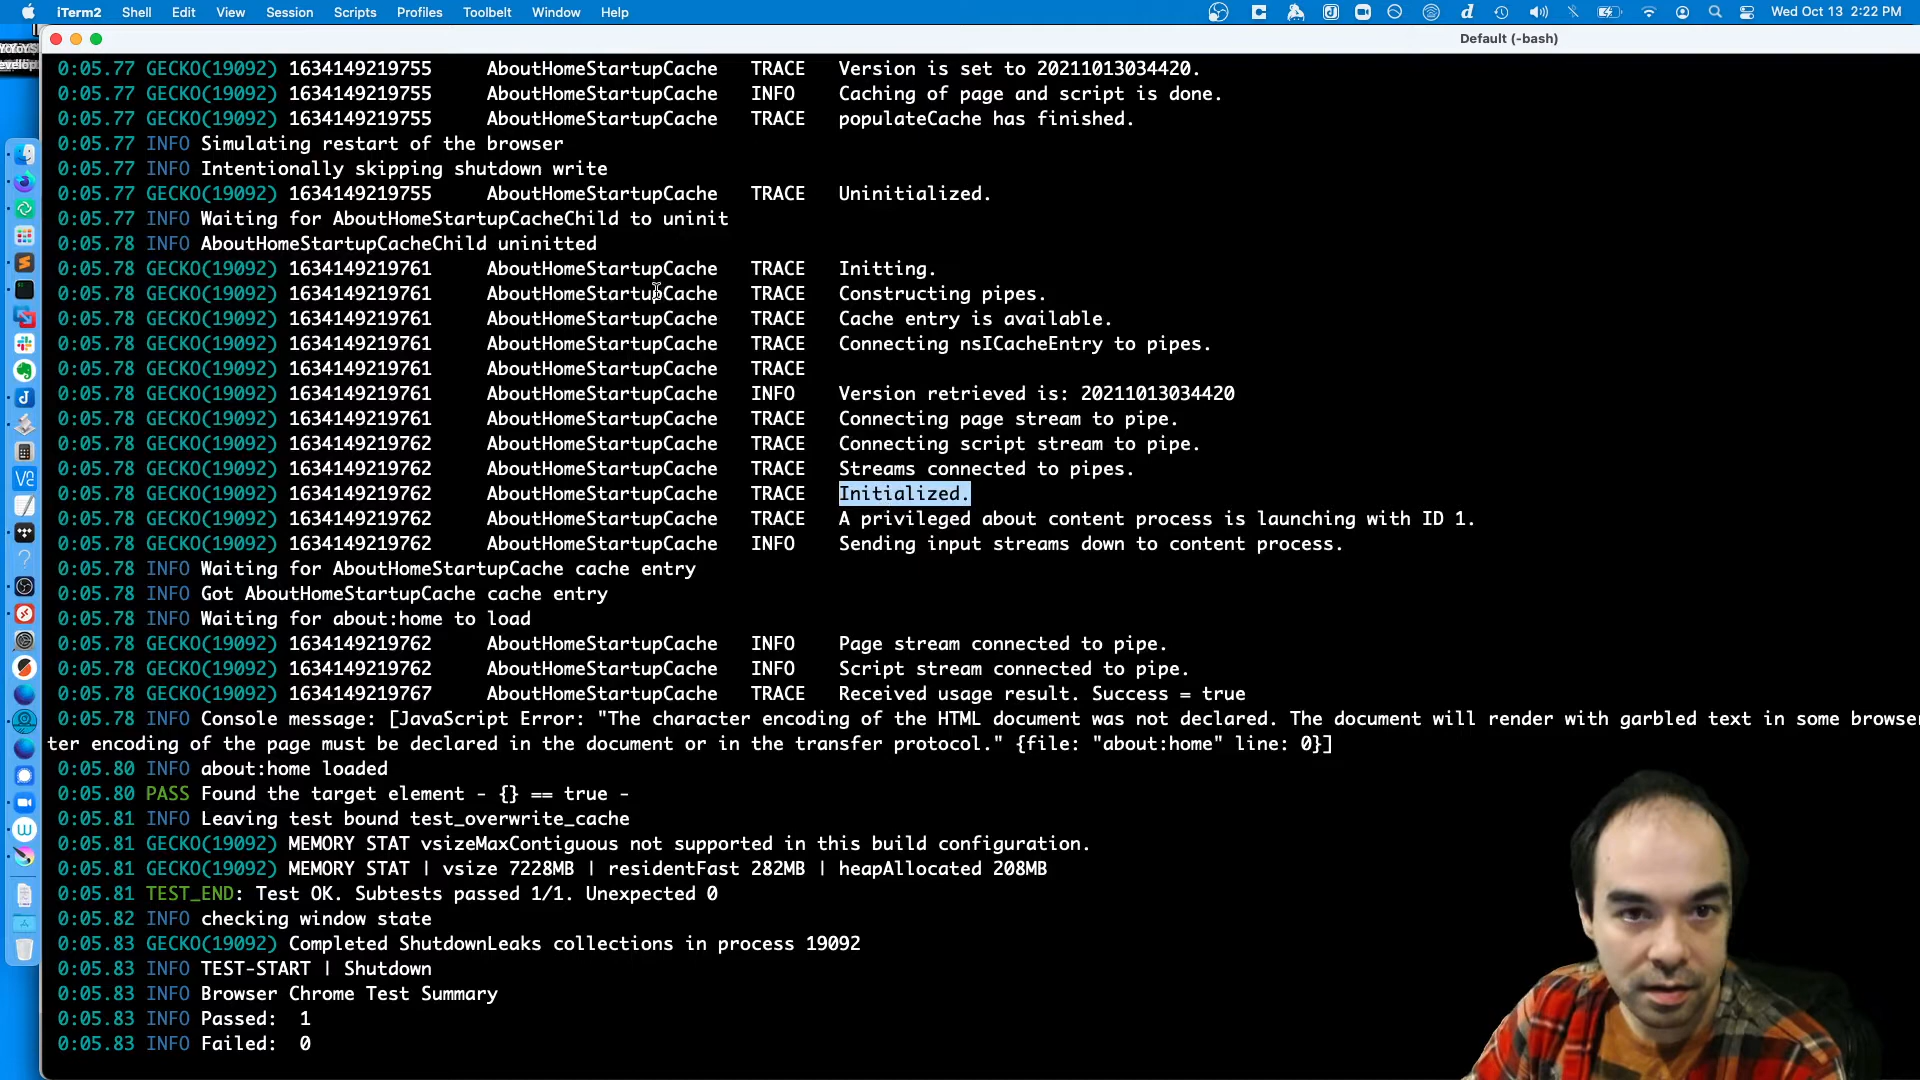 iTerm2 Shell Edit View Session Scripts Profiles Toolbelt Window Help Wed Oct 13 2:22 PM
Default (-bash)
0:05.77 GECKO(19092) 1634149219755 AboutHomeStartupCache TRACE Version is set to 20211013034420.
0:05.77 GECKO(19092) 1634149219755 AboutHomeStartupCache INFO Caching of page and script is done.
0:05.77 GECKO(19092) 1634149219755 AboutHomeStartupCache TRACE populateCache has finished.
0:05.77 INFO Simulating restart of the browser
0:05.77 INFO Intentionally skipping shutdown write
0:05.77 GECKO(19092) 1634149219755 AboutHomeStartupCache TRACE Uninitialized.
0:05.77 INFO Waiting for AboutHomeStartupCacheChild to uninit
0:05.78 INFO AboutHomeStartupCacheChild uninitted
0:05.78 GECKO(19092) 1634149219761 AboutHomeStartupCache TRACE Initting.
0:05.78 GECKO(19092) 1634149219761 AboutHomeStartupCache TRACE Constructing pipes.
0:05.78 GECKO(19092) 1634149219761 AboutHomeStartupCache TRACE Cache entry is available.
0:05.78 GECKO(19092) 1634149219761 AboutHomeStartupCache TRACE Connecting nsICacheEntry to pipes.
0:05.78 GECKO(19092) 1634149219761 AboutHomeStartupCache TRACE
0:05.78 GECKO(19092) 1634149219761 AboutHomeStartupCache INFO Version retrieved is: 20211013034420
0:05.78 GECKO(19092) 1634149219761 AboutHomeStartupCache TRACE Connecting page stream to pipe.
0:05.78 GECKO(19092) 1634149219762 AboutHomeStartupCache TRACE Connecting script stream to pipe.
0:05.78 GECKO(19092) 1634149219762 AboutHomeStartupCache TRACE Streams connected to pipes.
0:05.78 GECKO(19092) 1634149219762 AboutHomeStartupCache TRACE Initialized.
0:05.78 GECKO(19092) 1634149219762 AboutHomeStartupCache TRACE A privileged about content process is launching with ID 1.
0:05.78 GECKO(19092) 1634149219762 AboutHomeStartupCache INFO Sending input streams down to content process.
0:05.78 INFO Waiting for AboutHomeStartupCache cache entry
0:05.78 INFO Got AboutHomeStartupCache cache entry
0:05.78 INFO Waiting for about:home to load
0:05.78 GECKO(19092) 1634149219762 AboutHomeStartupCache INFO Page stream connected to pipe.
0:05.78 GECKO(19092) 1634149219762 AboutHomeStartupCache INFO Script stream connected to pipe.
0:05.78 GECKO(19092) 1634149219767 AboutHomeStartupCache TRACE Received usage result. Success = true
0:05.78 INFO Console message: [JavaScript Error: "The character encoding of the HTML document was not declared. The document will render with garbled text in some browse
ter encoding of the page must be declared in the document or in the transfer protocol." {file: "about:home" line: 0}]
0:05.80 INFO about:home loaded
0:05.80 PASS Found the target element - {} == true -
0:05.81 INFO Leaving test bound test_overwrite_cache
0:05.81 GECKO(19092) MEMORY STAT vsizeMaxContiguous not supported in this build configuration.
0:05.81 GECKO(19092) MEMORY STAT | vsize 7228MB | residentFast 282MB | heapAllocated 208MB
0:05.81 TEST_END: Test OK. Subtests passed 1/1. Unexpected 0
0:05.82 INFO checking window state
0:05.83 GECKO(19092) Completed ShutdownLeaks collections in process 19092
0:05.83 INFO TEST-START | Shutdown
0:05.83 INFO Browser Chrome Test Summary
0:05.83 INFO Passed: 1
0:05.83 INFO Failed: 0